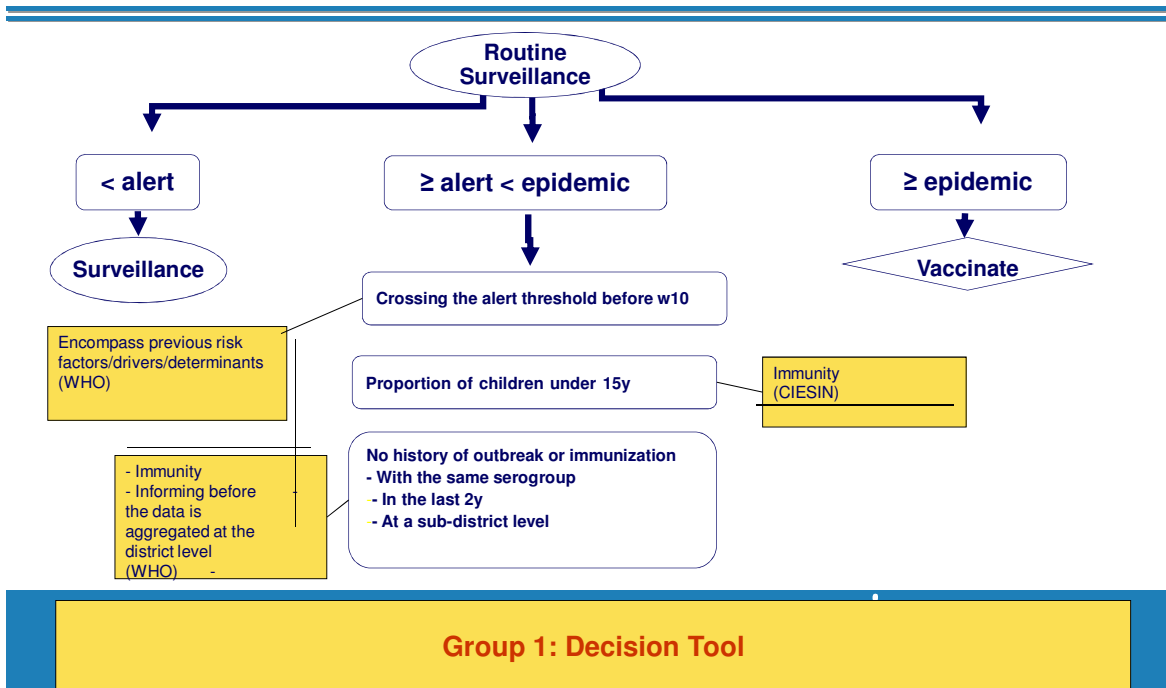 Routine
Surveillance
< alert
≥ alert < epidemic
≥ epidemic
Surveillance
Vaccinate
Crossing the alert threshold before w10
Encompass previous risk
factors/drivers/determinants
(WHO)
Proportion of children under 15y
Immunity
(CIESIN)
No history of outbreak or immunization
- With the same serogroup
-- In the last 2y
-- At a sub-district level
- Immunity
- Informing before -
the data is
aggregated at the
district level
(WHO) -
Group 1: Decision Tool